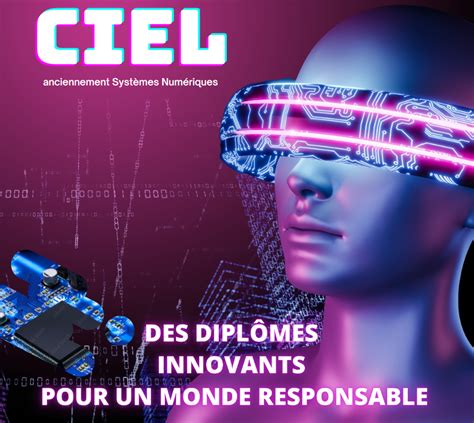 CIEL
anciennement Systèmes Numériques
DES DIPLÔMES
INNOVANTS
POUR UN MONDE RESPONSABLE